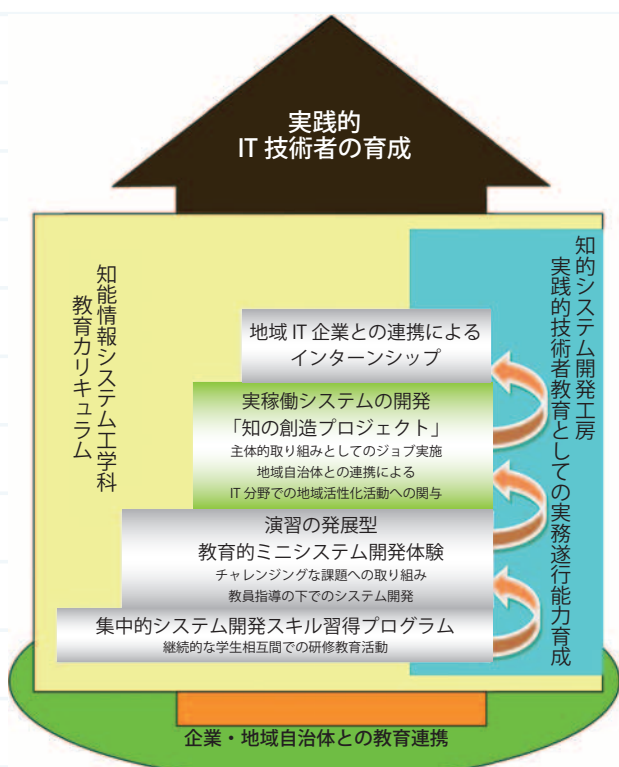 実践的
IT 技術者の育成
知能情報システム工学科
教育カリキュラム
知的システム開発工房
実践的技術者教育としての実務遂行能力育成
地域 IT 企業との連携による
インターンシップ
実稼働システムの開発
「知の創造プロジェクト」
主体的取り組みとしてのジョブ実施
地域自治体との連携による
IT 分野での地域活性化活動への関与
演習の発展型
教育的ミニシステム開発体験
チャレンジングな課題への取り組み
教員指導の下でのシステム開発
集中的システム開発スキル習得プログラム
継続的な学生相互間での研修教育活動
企業・地域自治体との教育連携